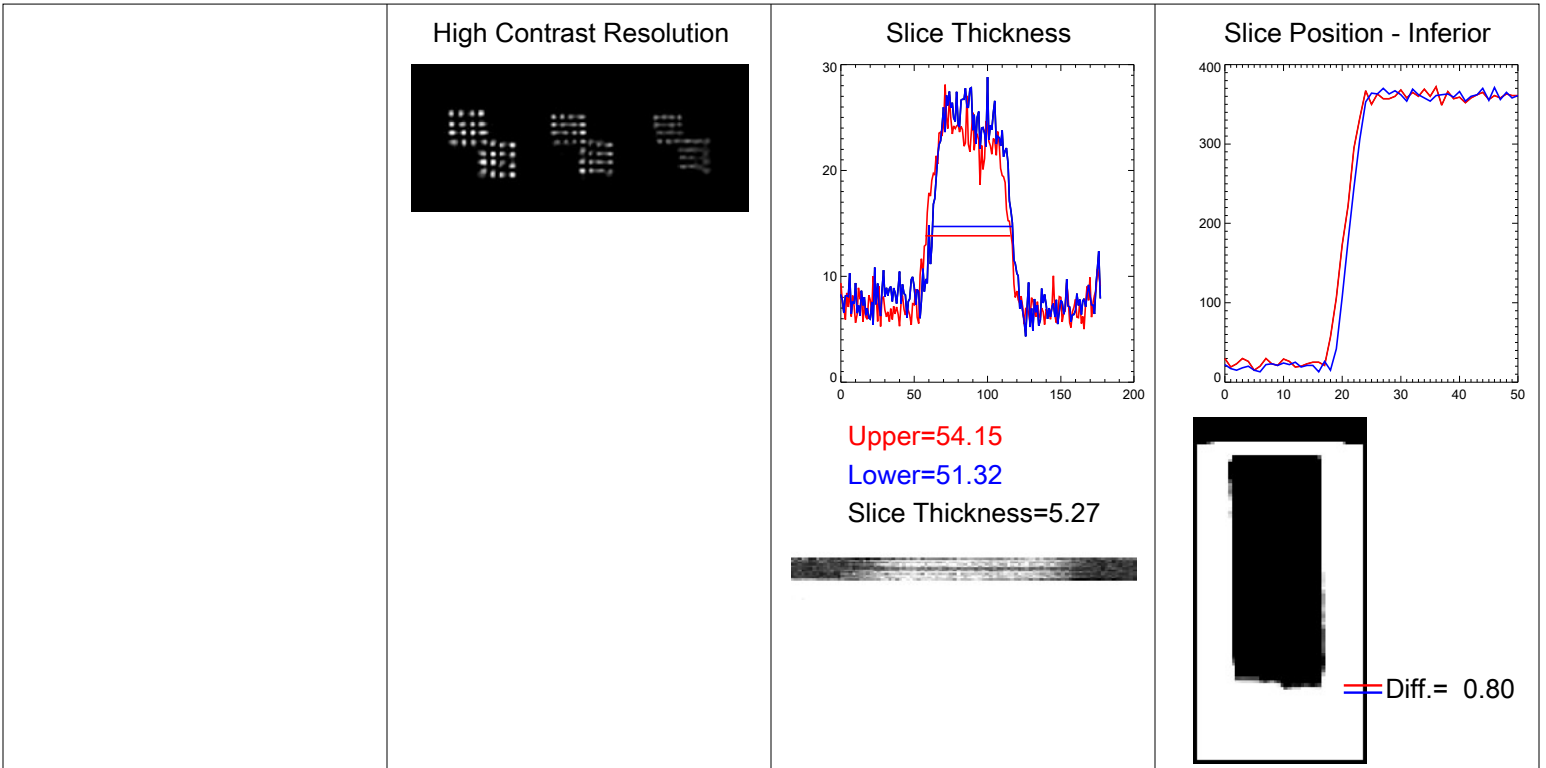 High Contrast Resolution
Slice Thickness
30
20
10
0
0 50 100 150 200
Upper=54.15
Lower=51.32
Slice Thickness=5.27
Slice Position - Inferior
400
300
200
100
0
0 10 20 30 40 50
Diff.= 0.80